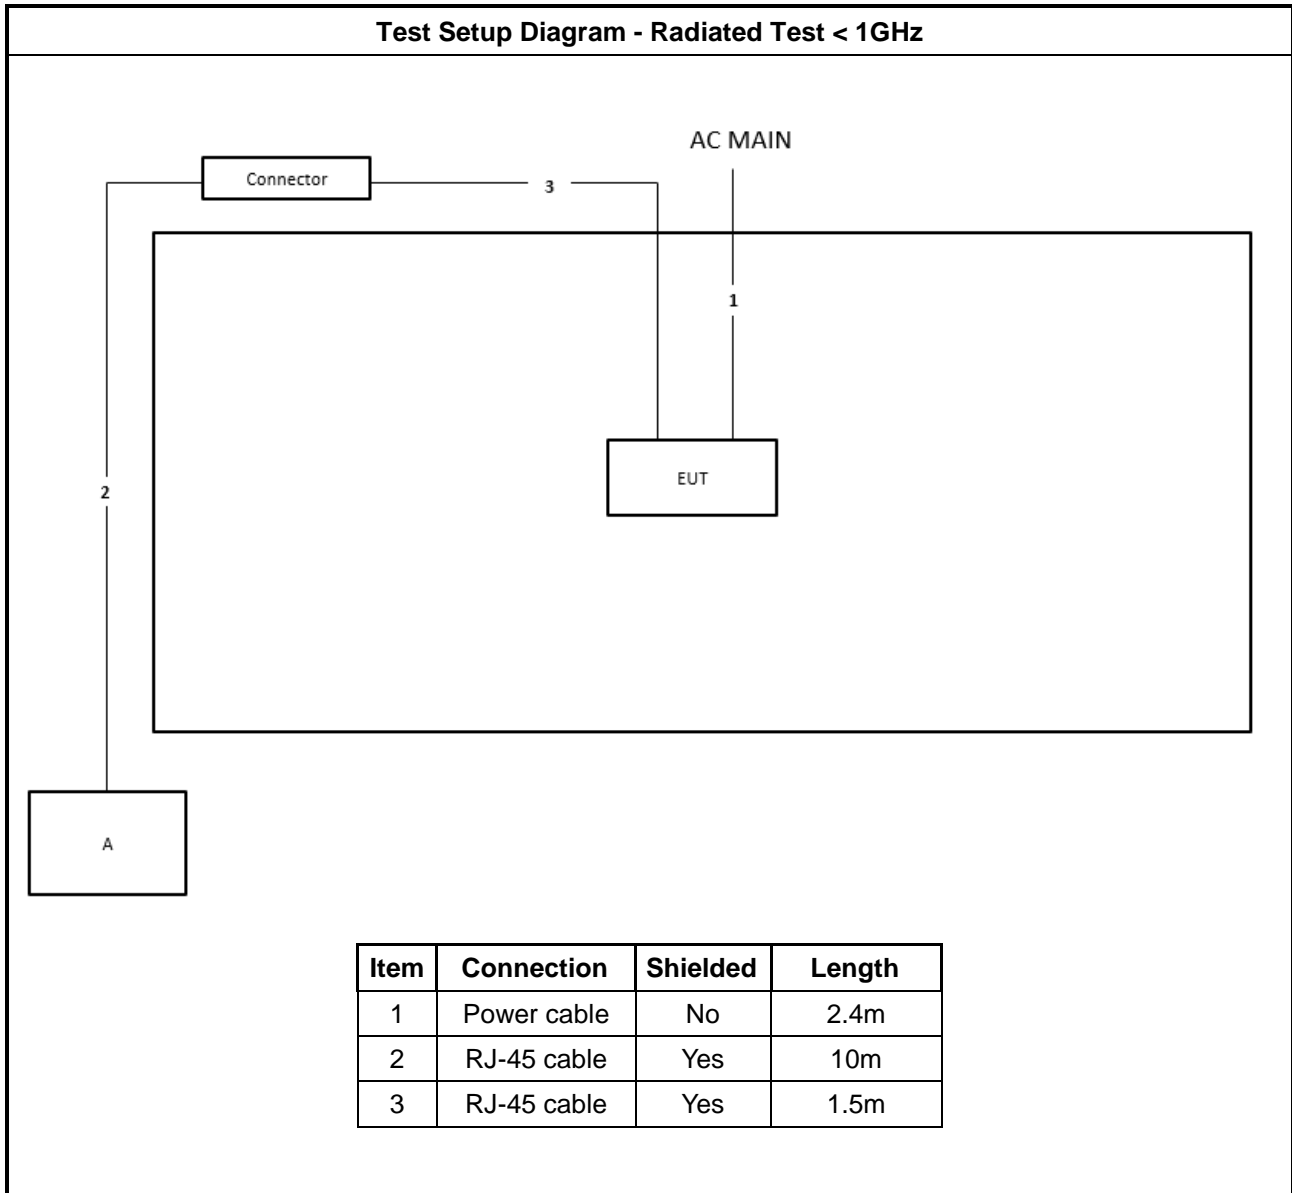 Test Setup Diagram - Radiated Test < 1GHz
AC MAIN
Connector
3
1
EUT
2
A
Item Connection Shielded Length
1 Power cable No 2.4m
2 RJ-45 cable Yes 10m
3 RJ-45 cable Yes 1.5m